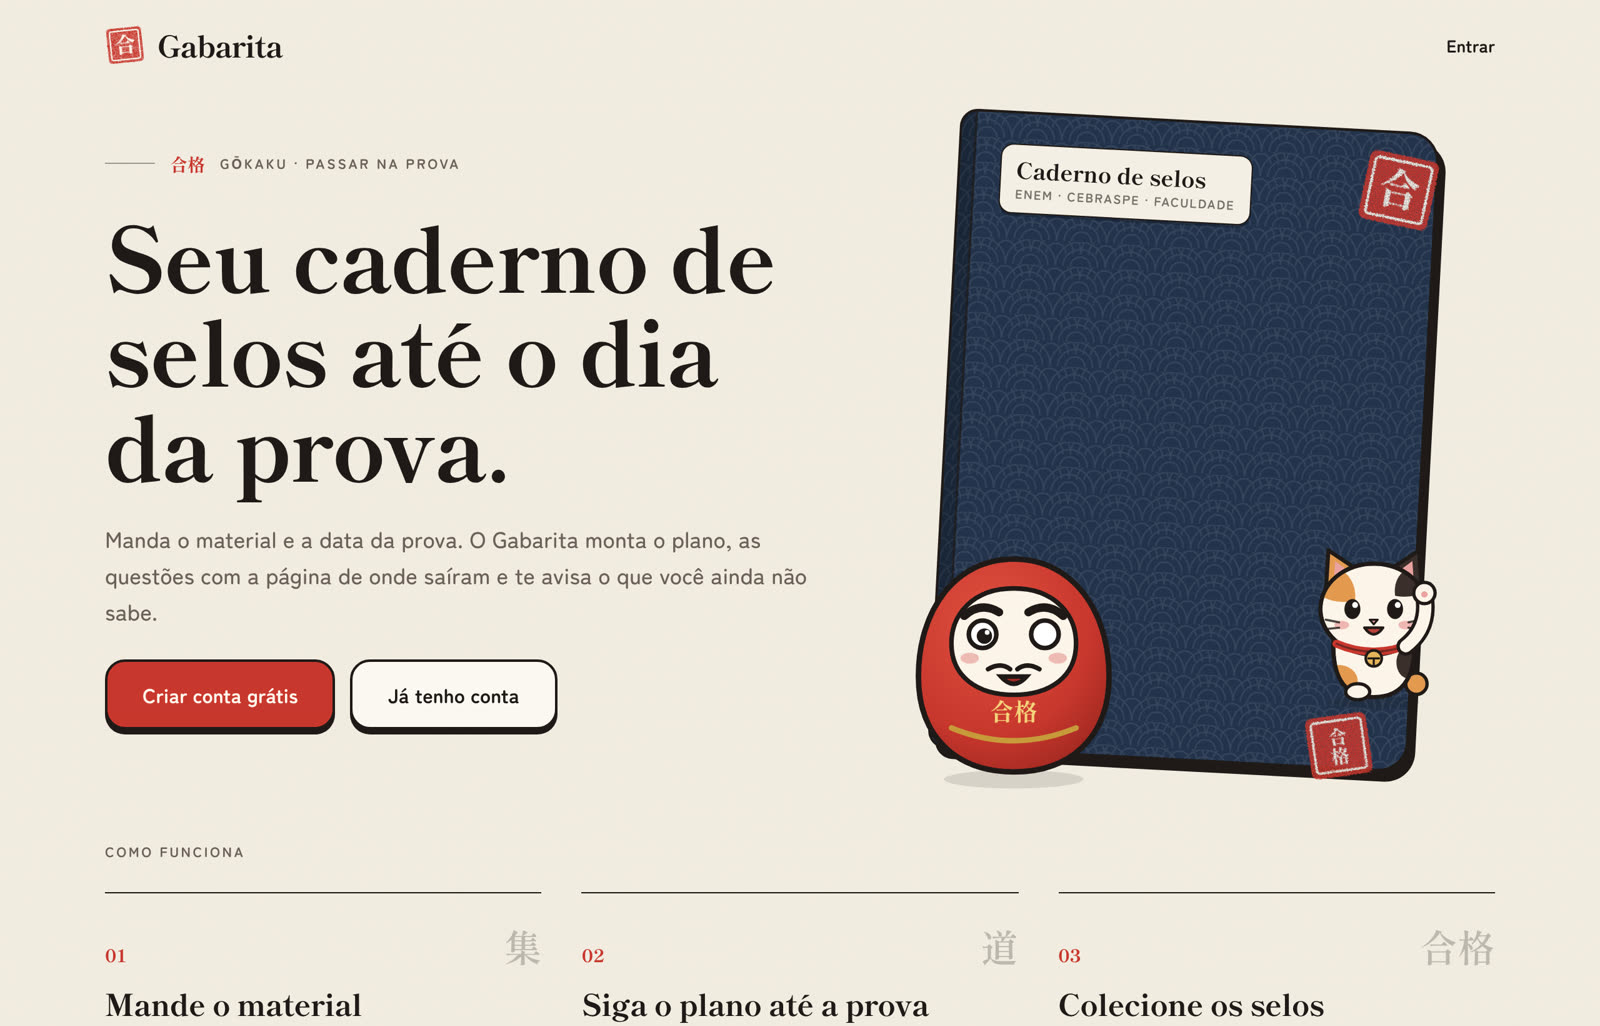 合 Gabarita
Entrar
合格 GŌKAKU · PASSAR NA PROVA
Seu caderno de
selos até o dia
da prova.
Manda o material e a data da prova. O Gabarita monta o plano, as
questões com a página de onde saíram e te avisa o que você ainda não
sabe.
Criar conta grátis
Já tenho conta
Caderno de selos
ENEM · CEBRASPE · FACULDADE
合
合格
合格
COMO FUNCIONA
01
集
Mande o material
02
道
Siga o plano até a prova
03
合格
Colecione os selos